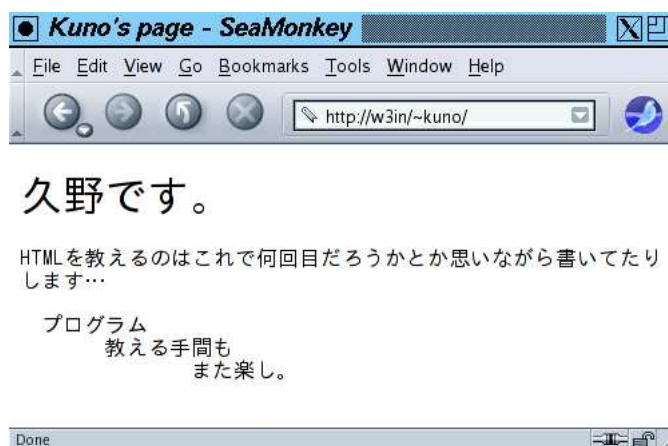 Kuno's page - SeaMonkey
File Edit View Go Bookmarks Tools Window Help
http://w3in/~kuno/
久野です。
HTMLを教えるのはこれで何回目だろうかとか思いながら書いてたり
します…
プログラム
教える手間も
また楽し。
Done